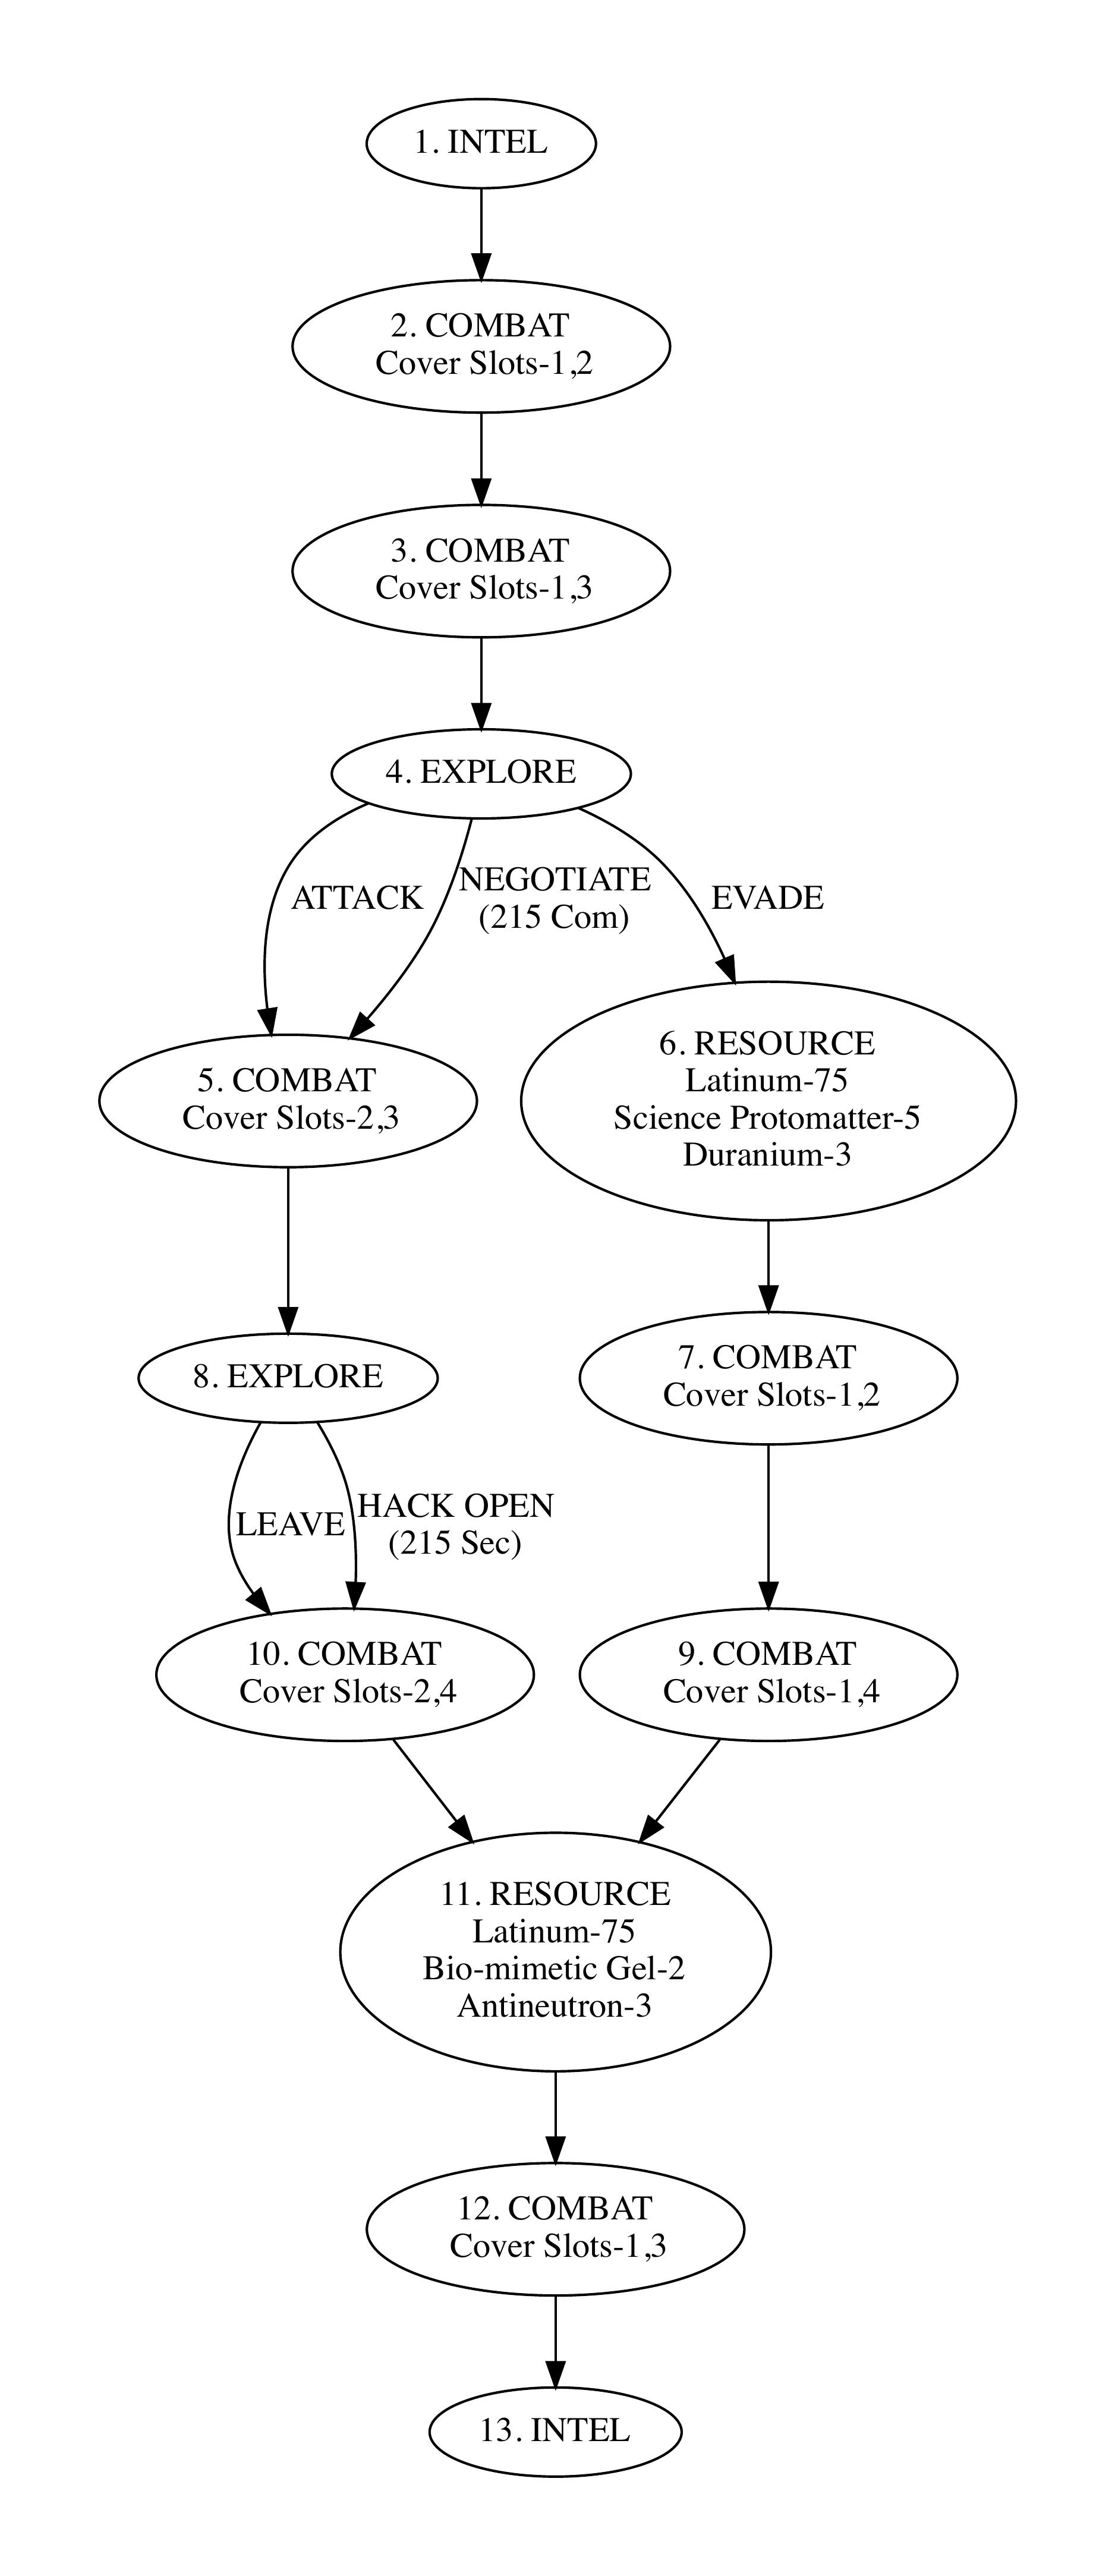 1. INTEL
2. COMBAT
Cover Slots-1,2
3. COMBAT
Cover Slots-1,3
4. EXPLORE
ATTACK
NEGOTIATE
(215 Com)
EVADE
5. COMBAT
Cover Slots-2,3
6. RESOURCE
Latinum-75
Science Protomatter-5
Duranium-3
7. COMBAT
Cover Slots-1,2
8. EXPLORE
LEAVE
HACK OPEN
(215 Sec)
10. COMBAT
Cover Slots-2,4
9. COMBAT
Cover Slots-1,4
11. RESOURCE
Latinum-75
Bio-mimetic Gel-2
Antineutron-3
12. COMBAT
Cover Slots-1,3
13. INTEL